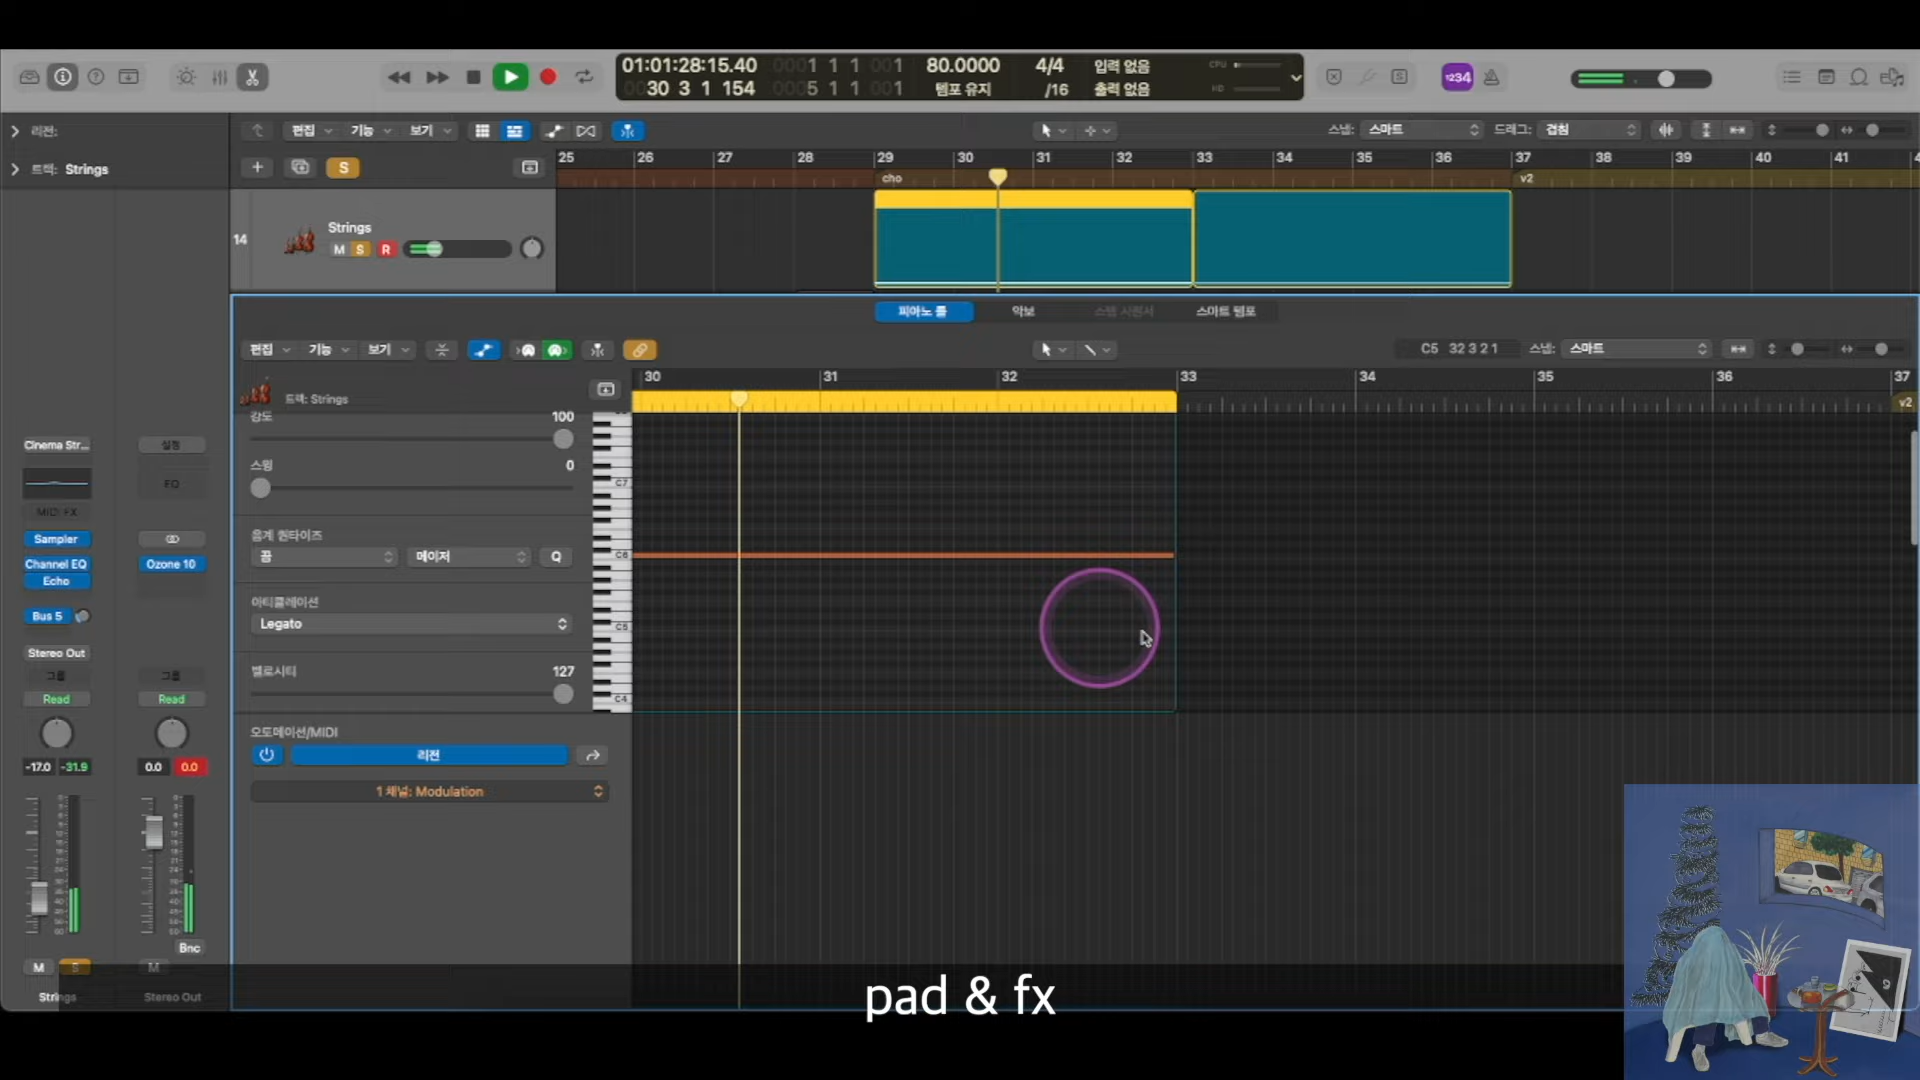 01:01:28:15.40 0001 1 1 001 80.0000 4/4 입력 없음 CPU
0030 3 1 154 0005 1 1 001 템포 유지 /16 출력 없음 HD
1234
리전: 편집 기능 보기 스냅: 스마트 드래그: 겹침
트랙: Strings S 25 26 27 28 29 30 31 32 33 34 35 36 37 38 39 40 41
cho v2
14 Strings
M S R
피아노 롤 악보 스텝 시퀀서 스마트 템포
편집 기능 보기 C5 32 3 2 1 스냅: 스마트
30 31 32 33 34 35 36 37
트랙: Strings v2
강도 100
스윙 0
C7
음계 퀀타이즈
끔 메이저 Q C6
아티큘레이션
Legato C5
벨로시티 127
C4
오토메이션/MIDI
리전
1 채널: Modulation
Cinema Str... 설정
EQ
MIDI FX
Sampler
Channel EQ Ozone 10
Echo
Bus 5
Stereo Out
그룹 그룹
Read Read
-17.0 -31.9 0.0 0.0
Bnc
M S M
Strings Stereo Out
pad & fx